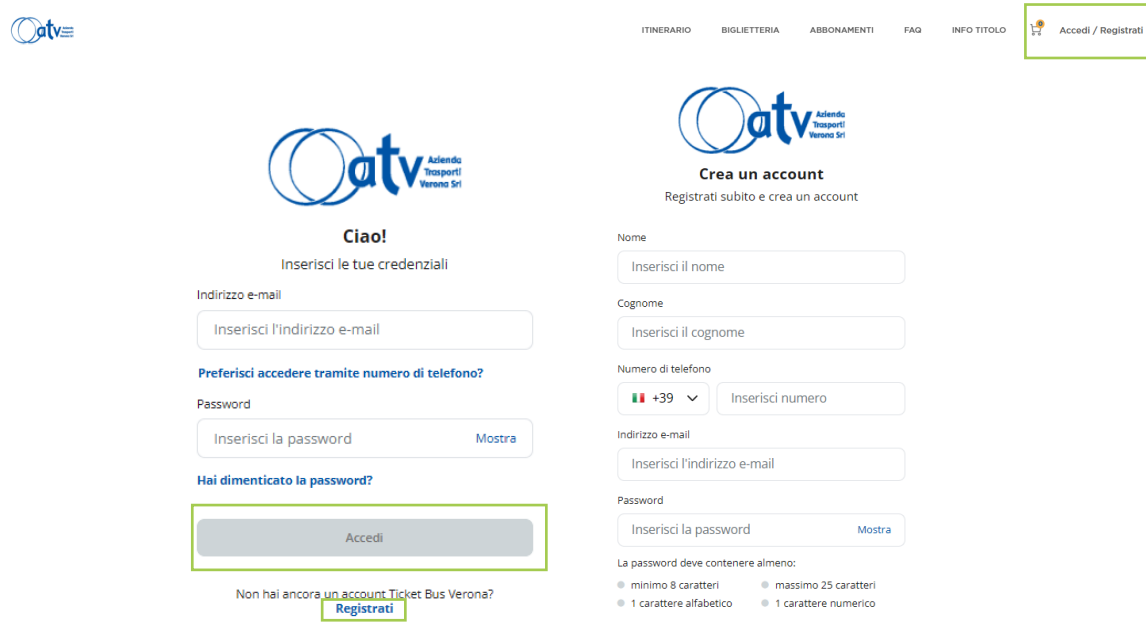 atv Azienda Trasporti Verona Srl
ITINERARIO BIGLIETTERIA ABBONAMENTI FAQ INFO TITOLO 0 Accedi / Registrati
atv
Azienda
Trasporti
Verona Srl
Ciao!
Inserisci le tue credenziali
Indirizzo e-mail
Inserisci l'indirizzo e-mail
Preferisci accedere tramite numero di telefono?
Password
Inserisci la password Mostra
Hai dimenticato la password?
Accedi
Non hai ancora un account Ticket Bus Verona?
Registrati
atv
Azienda
Trasporti
Verona Srl
Crea un account
Registrati subito e crea un account
Nome
Inserisci il nome
Cognome
Inserisci il cognome
Numero di telefono
+39 Inserisci numero
Indirizzo e-mail
Inserisci l'indirizzo e-mail
Password
Inserisci la password Mostra
La password deve contenere almeno:
minimo 8 caratteri massimo 25 caratteri
1 carattere alfabetico 1 carattere numerico